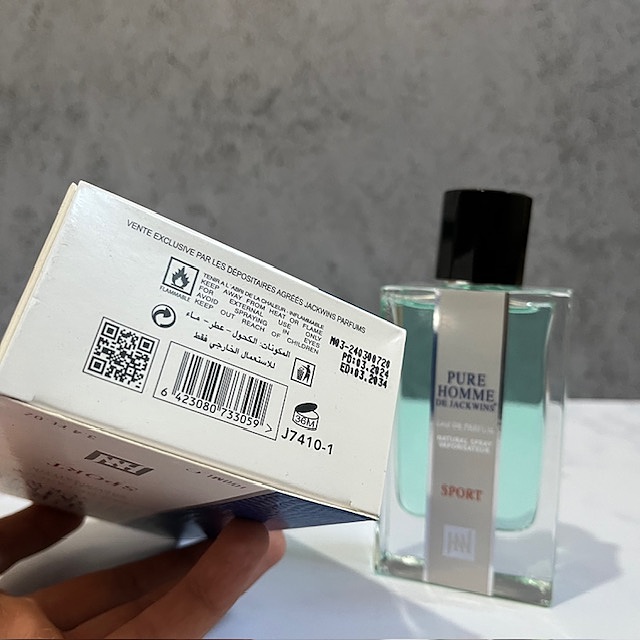 VENTE EXCLUSIVE PAR LES DÉPOSITAIRES AGRÉÉS JACKWINS PARFUMS
TENIR A L'ABRI DE LA CHALEUR / INFLAMMABLE
KEEP AWAY FROM HEAT OR FLAME
FOR EXTERNAL USE ONLY
AVOID SPRAYING IN EYES
KEEP OUT REACH OF CHILDREN
FLAMMABLE
M03-240300720
PD:03.2024
ED:03.2034
المكونات: الكحول - عطر - ماء
للاستعمال الخارجي فقط
6 423080 733059 >
36M
J7410-1
PURE
HOMME
DE JACKWINS
EAU DE PARFUM
NATURAL SPRAY
VAPORISATEUR
SPORT
SPORT